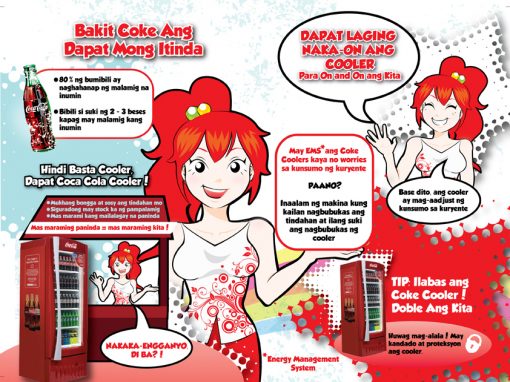 Bakit Coke Ang
Dapat Mong Itinda
Coca-Cola
• 80% ng bumibili ay
naghahanap ng malamig na
inumin
• Bibili si suki ng 2 - 3 beses
kapag may malamig kang
inumin
Hindi Basta Cooler
Dapat Coca Cola Cooler !
• Mukhang bongga at sosy ang tindahan mo
• Siguradong may stock ka ng pampalamig
• Mas marami kang mailalagay na paninda
Mas maraming paninda = mas maraming kita !
Coca-Cola
NAKAKA-ENGGANYO
DI BA? !
DAPAT LAGING
NAKA-ON ANG
COOLER
Para On and On ang Kita
May EMS* ang Coke
Coolers kaya no worries
sa kunsumo ng kuryente
PAANO?
Inaalam ng makina kung
kailan nagbubukas ang
tindahan at ilang suki
ang nagbubukas ng
cooler
Base dito, ang cooler
ay mag-aadjust ng
kunsumo sa kuryente
Coca-Cola
TIP: Ilabas ang
Coke Cooler !
Doble Ang Kita
Huwag mag-alala ! May
kandado at proteksyon
ang cooler
*Energy Management
System